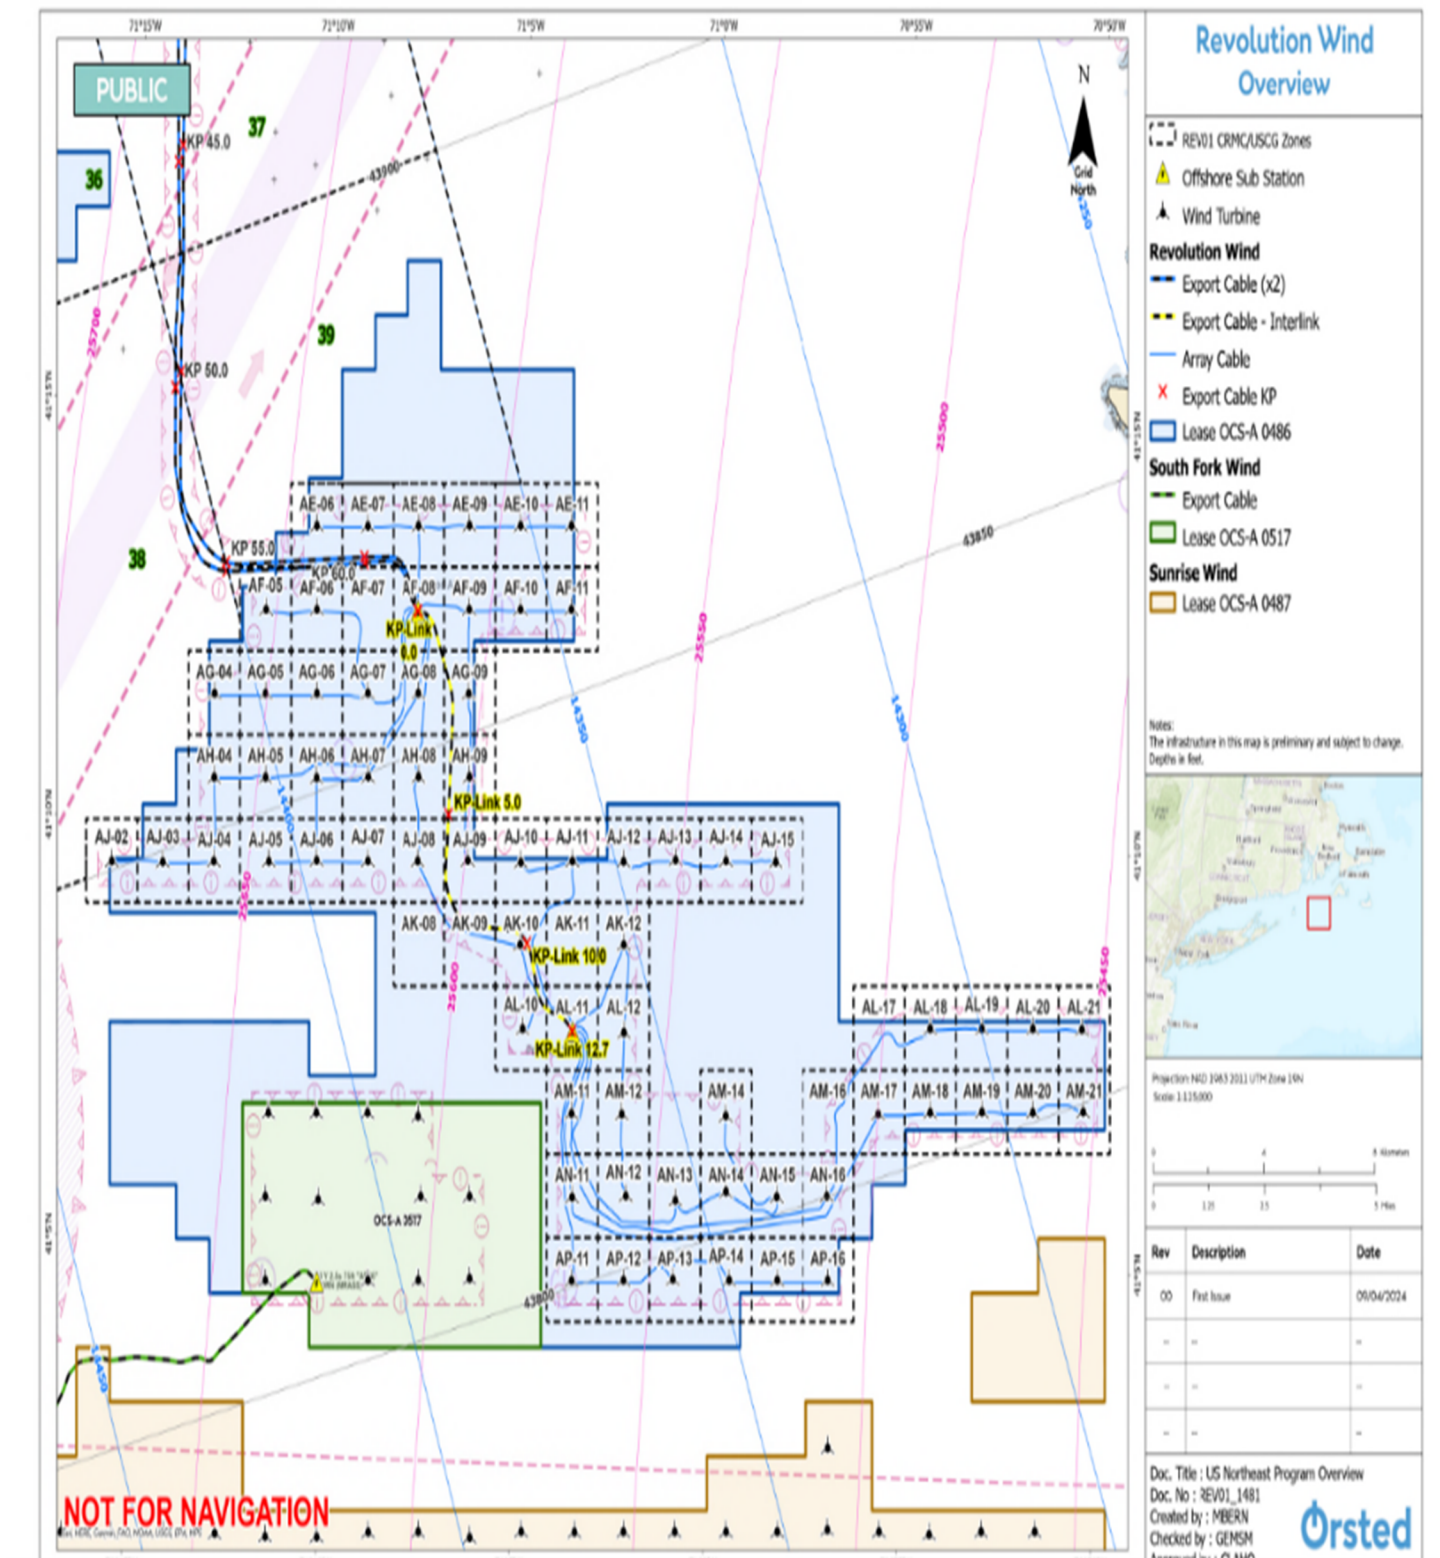 71°15'W 71°10'W 71°5'W 71°0'W 70°55'W 70°50'W
PUBLIC
N
Grid
North
37
KP 45.0
36
43900
14250
39
25700
KP 50.0
41°15'N
41°15'N
25500
AE-06 AE-07 AE-08 AE-09 AE-10 AE-11
38
KP 55.0
KP 60.0
43850
AF-05 AF-06 AF-07 AF-08 AF-09 AF-10 AF-11
KP-Link
0.0
25550
AG-04 AG-05 AG-06 AG-07 AG-08 AG-09
14350
14300
AH-04 AH-05 AH-06 AH-07 AH-08 AH-09
14400
KP-Link 5.0
41°10'N
41°10'N
AJ-02 AJ-03 AJ-04 AJ-05 AJ-06 AJ-07 AJ-08 AJ-09 AJ-10 AJ-11 AJ-12 AJ-13 AJ-14 AJ-15
25650
AK-08 AK-09 AK-10 AK-11 AK-12
KP-Link 10.0
25600
25450
AL-10 AL-11 AL-12 AL-17 AL-18 AL-19 AL-20 AL-21
KP-Link 12.7
AM-11 AM-12 AM-14 AM-16 AM-17 AM-18 AM-19 AM-20 AM-21
AN-11 AN-12 AN-13 AN-14 AN-15 AN-16
OCS-A 0517
41°5'N
41°5'N
AP-11 AP-12 AP-13 AP-14 AP-15 AP-16
43800
14450
NOT FOR NAVIGATION
Revolution Wind
Overview
REV01 CRMC/USCG Zones
Offshore Sub Station
Wind Turbine
Revolution Wind
Export Cable (x2)
Export Cable - Interlink
Array Cable
Export Cable KP
Lease OCS-A 0486
South Fork Wind
Export Cable
Lease OCS-A 0517
Sunrise Wind
Lease OCS-A 0487
Notes:
The infrastructure in this map is preliminary and subject to change.
Depths in feet.
Projection: NAD 1983 2011 UTM Zone 19N
Scale: 1:125,000
Rev Description Date
00 First Issue 09/04/2024
-- -- --
-- -- --
-- -- --
Doc. Title : US Northeast Program Overview
Doc. No : REV01_1481
Created by : MBERN
Checked by : GEMSM
Orsted